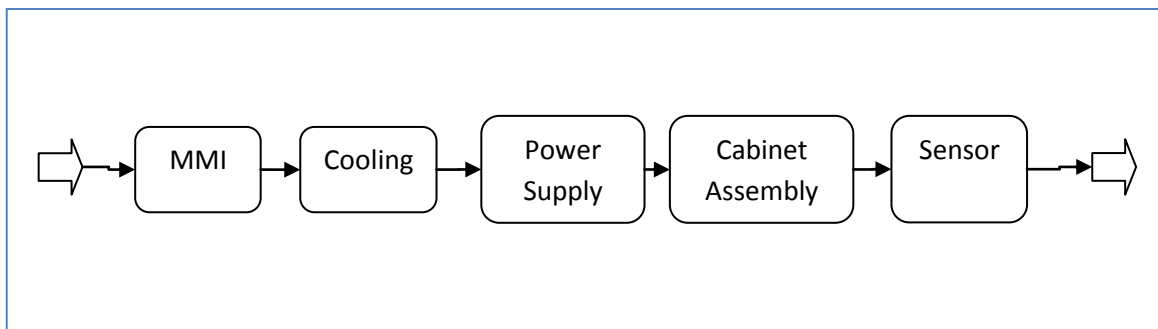 MMI
Cooling
Power
Supply
Cabinet
Assembly
Sensor